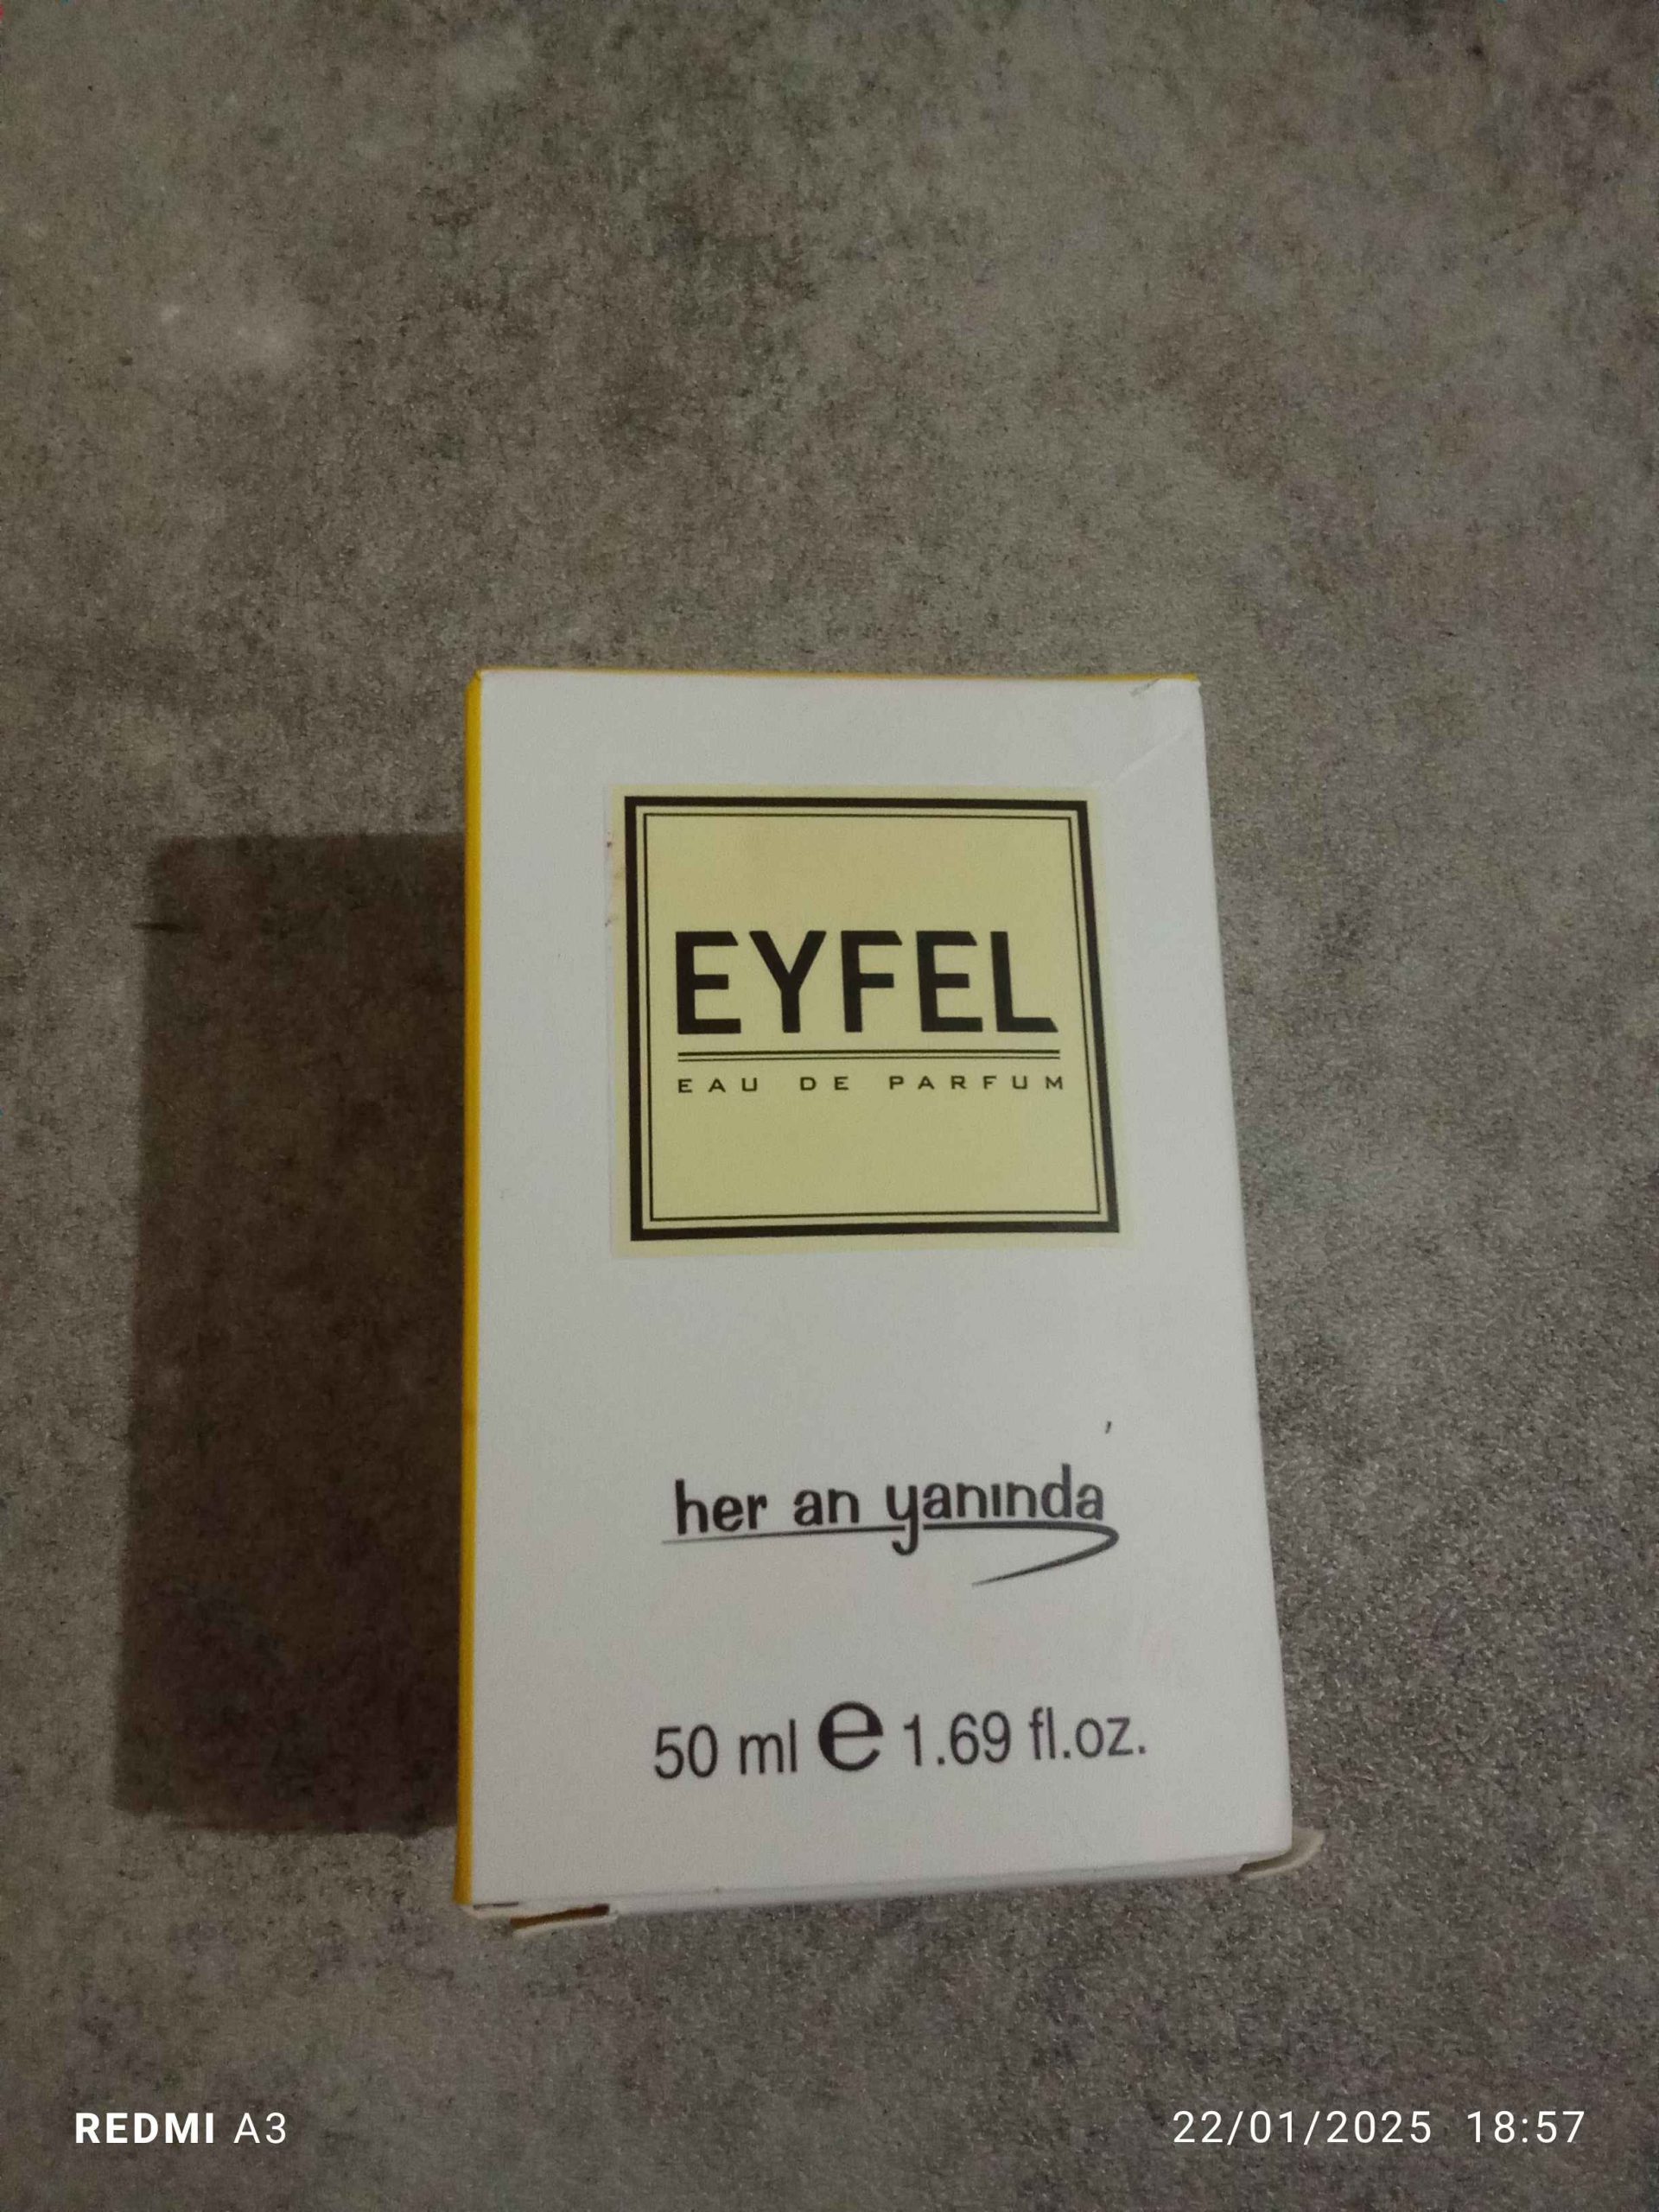 EYFEL
EAU DE PARFUM
her an yanında
50 ml e 1.69 fl.oz.
REDMI A3
22/01/2025 18:57